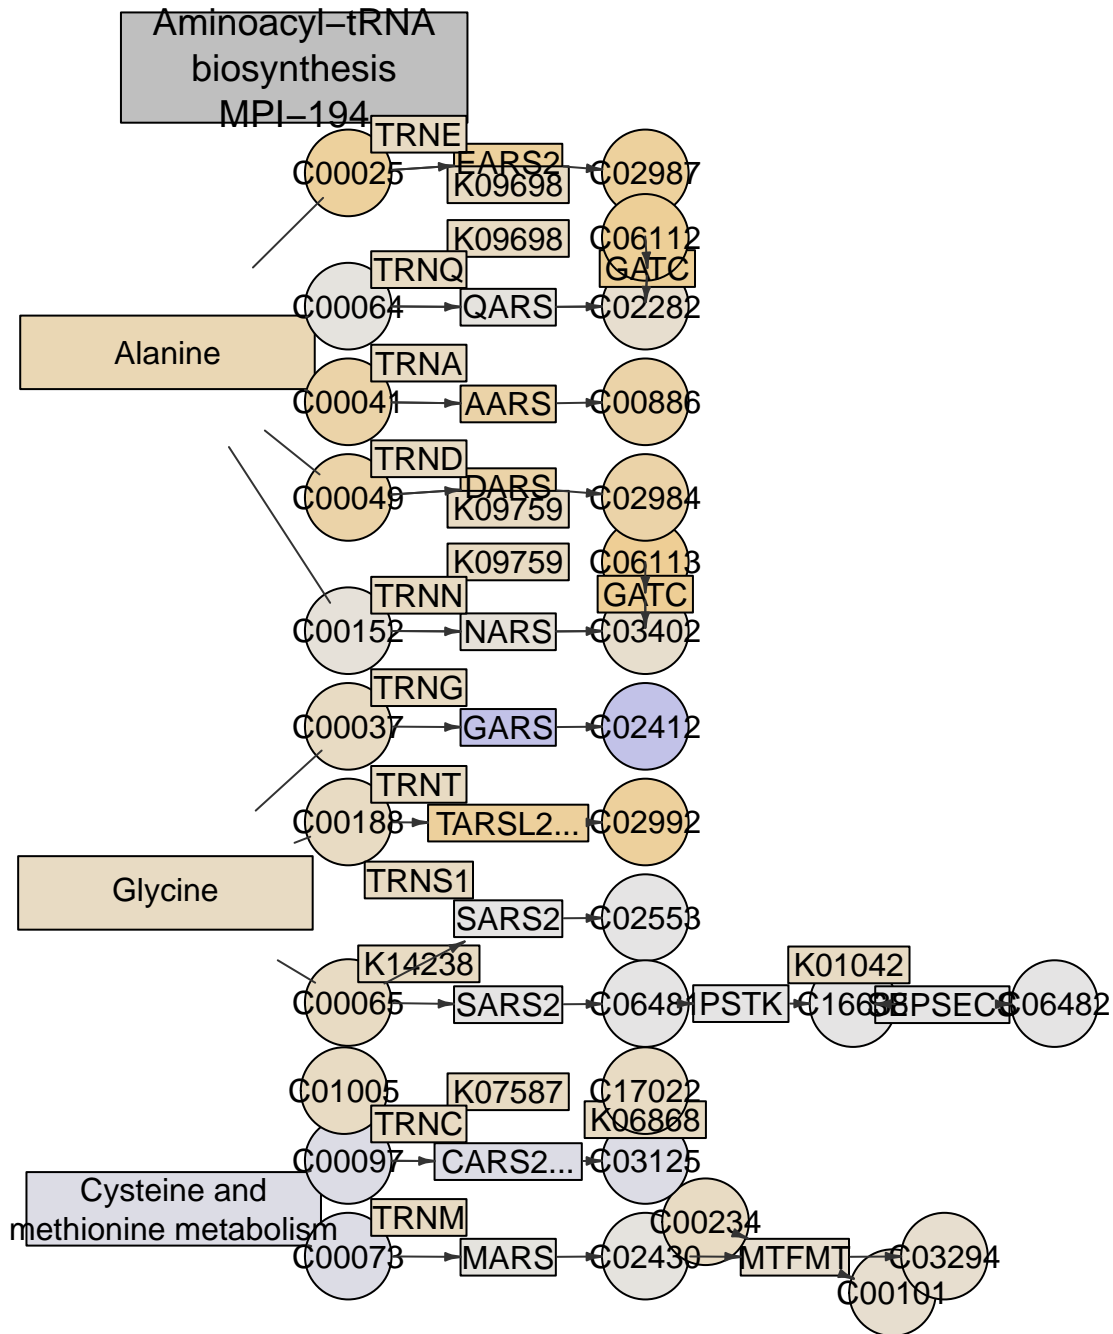 Aminoacyl−tRNA
biosynthesis
MPI−194
TRNE
C00025
EARS2
K09698
C02987
K09698
C06112
TRNQ
GATC
C00064
QARS
C02282
Alanine
TRNA
C00041
AARS
C00886
TRND
C00049
DARS
K09759
C02984
K09759
C06113
TRNN
GATC
C00152
NARS
C03402
TRNG
C00037
GARS
C02412
TRNT
C00188
TARSL2...
C02992
Glycine
TRNS1
SARS2
C02553
K14238
K01042
C00065
SARS2
C06481
PSTK
SEPSECS
C06482
C01005
K07587
C17022
TRNC
K06868
C00097
CARS2...
C03125
Cysteine and
methionine metabolism
TRNM
C00234
C00073
MARS
C02430
MTFMT
C03294
C00101